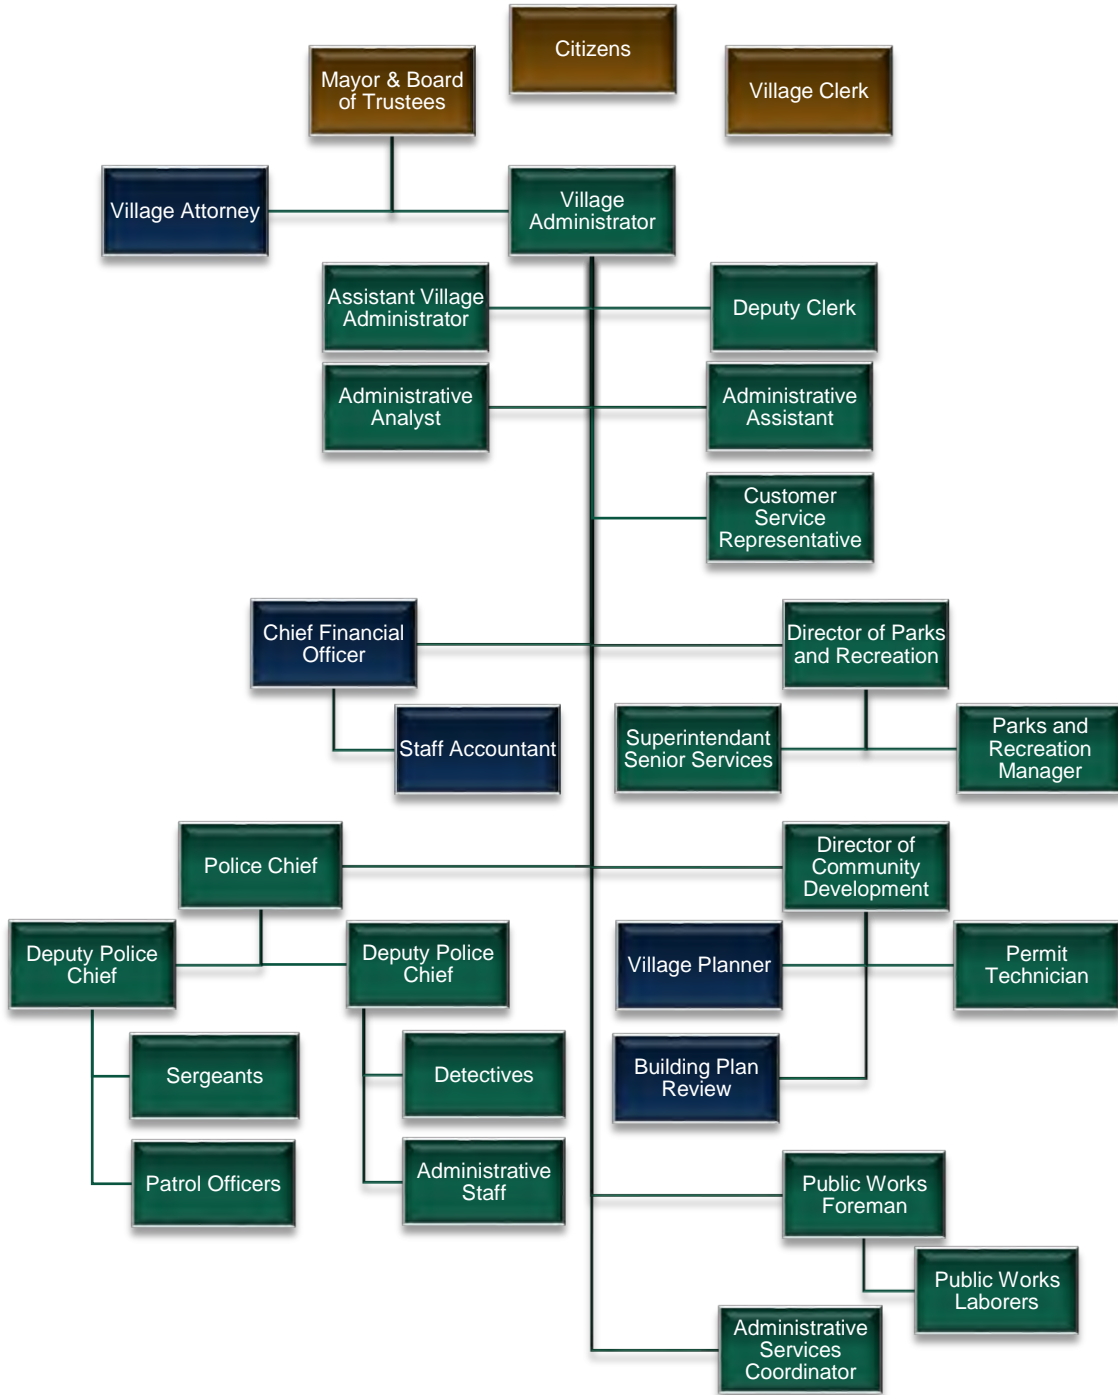 Citizens
Mayor & Board
of Trustees
Village Clerk
Village Attorney
Village
Administrator
Assistant Village
Administrator
Deputy Clerk
Administrative
Analyst
Administrative
Assistant
Customer
Service
Representative
Chief Financial
Officer
Director of Parks
and Recreation
Staff Accountant
Superintendant
Senior Services
Parks and
Recreation
Manager
Police Chief
Director of
Community
Development
Deputy Police
Chief
Deputy Police
Chief
Village Planner
Permit
Technician
Sergeants
Detectives
Building Plan
Review
Patrol Officers
Administrative
Staff
Public Works
Foreman
Public Works
Laborers
Administrative
Services
Coordinator